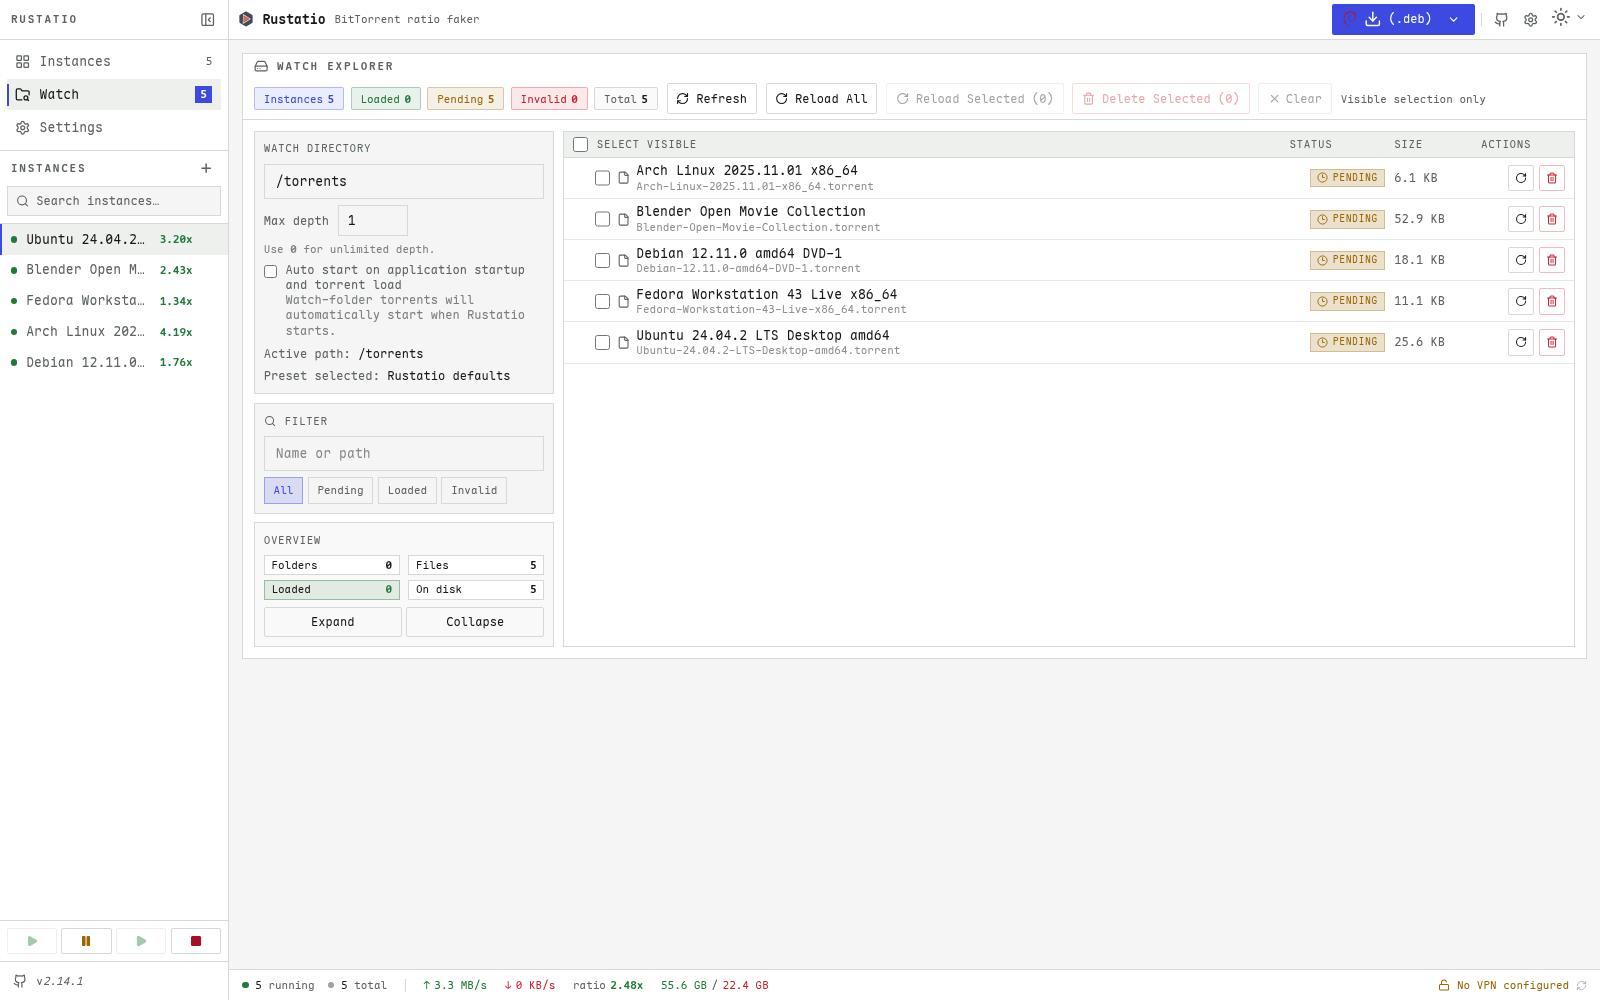 RUSTATIO
Rustatio BitTorrent ratio faker
(.deb)
Instances 5
Watch 5
Settings
INSTANCES
Search instances…
Ubuntu 24.04.2… 3.20x
Blender Open M… 2.43x
Fedora Worksta… 1.34x
Arch Linux 202… 4.19x
Debian 12.11.0… 1.76x
v2.14.1
WATCH EXPLORER
Instances 5 Loaded 0 Pending 5 Invalid 0 Total 5 Refresh Reload All Reload Selected (0) Delete Selected (0) Clear Visible selection only
WATCH DIRECTORY
/torrents
Max depth 1
Use 0 for unlimited depth.
Auto start on application startup
and torrent load
Watch-folder torrents will
automatically start when Rustatio
starts.
Active path: /torrents
Preset selected: Rustatio defaults
FILTER
Name or path
All Pending Loaded Invalid
OVERVIEW
Folders 0 Files 5
Loaded 0 On disk 5
Expand Collapse
SELECT VISIBLE STATUS SIZE ACTIONS
Arch Linux 2025.11.01 x86_64 PENDING 6.1 KB
Arch-Linux-2025.11.01-x86_64.torrent
Blender Open Movie Collection PENDING 52.9 KB
Blender-Open-Movie-Collection.torrent
Debian 12.11.0 amd64 DVD-1 PENDING 18.1 KB
Debian-12.11.0-amd64-DVD-1.torrent
Fedora Workstation 43 Live x86_64 PENDING 11.1 KB
Fedora-Workstation-43-Live-x86_64.torrent
Ubuntu 24.04.2 LTS Desktop amd64 PENDING 25.6 KB
Ubuntu-24.04.2-LTS-Desktop-amd64.torrent
5 running 5 total ↑ 3.3 MB/s ↓ 0 KB/s ratio 2.48x 55.6 GB / 22.4 GB No VPN configured